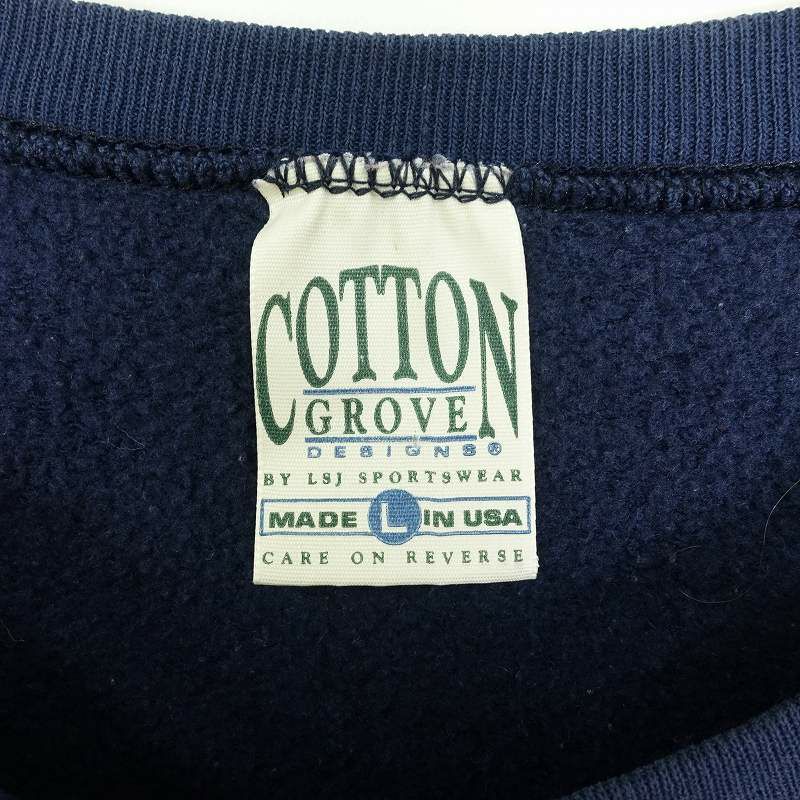 COTTON
GROVE
DESIGNS®
BY LSJ SPORTSWEAR
MADE L IN USA
CARE ON REVERSE